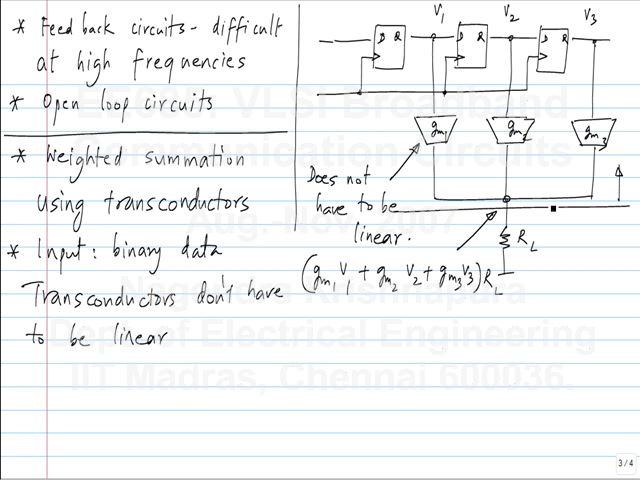 * Feedback circuits - difficult
at high frequencies
* Open loop circuits
* Weighted summation
using transconductors
* Input: binary data
Transconductors don't have
to be linear
V1 V2 V3
D Q D Q D Q
gm1 gm2 gm3
Does not
have to be
linear.
RL
(gm1 V1 + gm2 V2 + gm3 V3) RL
VLSI Broadband
Communication Circuits
Aug.-Nov. 2007
Nagendra Krishnapura
Dept. of Electrical Engineering
IIT Madras, Chennai 600036.
3/4